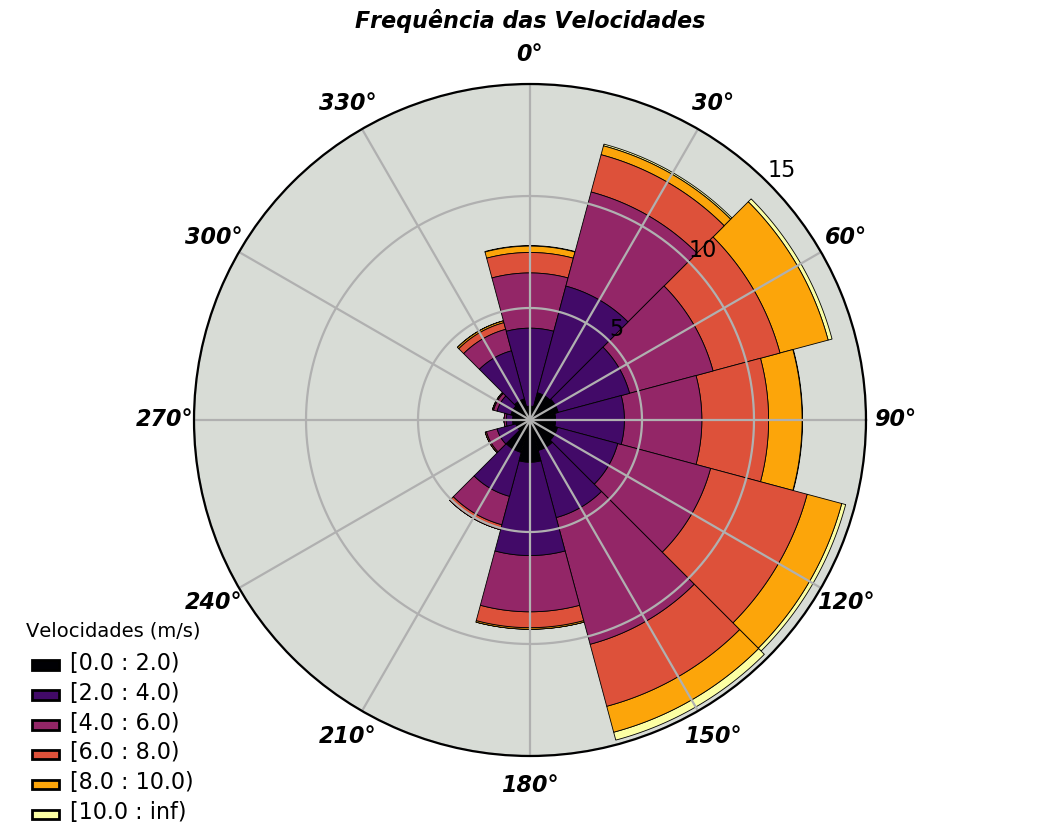 Frequência das Velocidades
0°
330°
30°
15
300°
60°
10
5
270°
90°
240°
120°
210°
150°
180°
Velocidades (m/s)
[0.0 : 2.0)
[2.0 : 4.0)
[4.0 : 6.0)
[6.0 : 8.0)
[8.0 : 10.0)
[10.0 : inf)